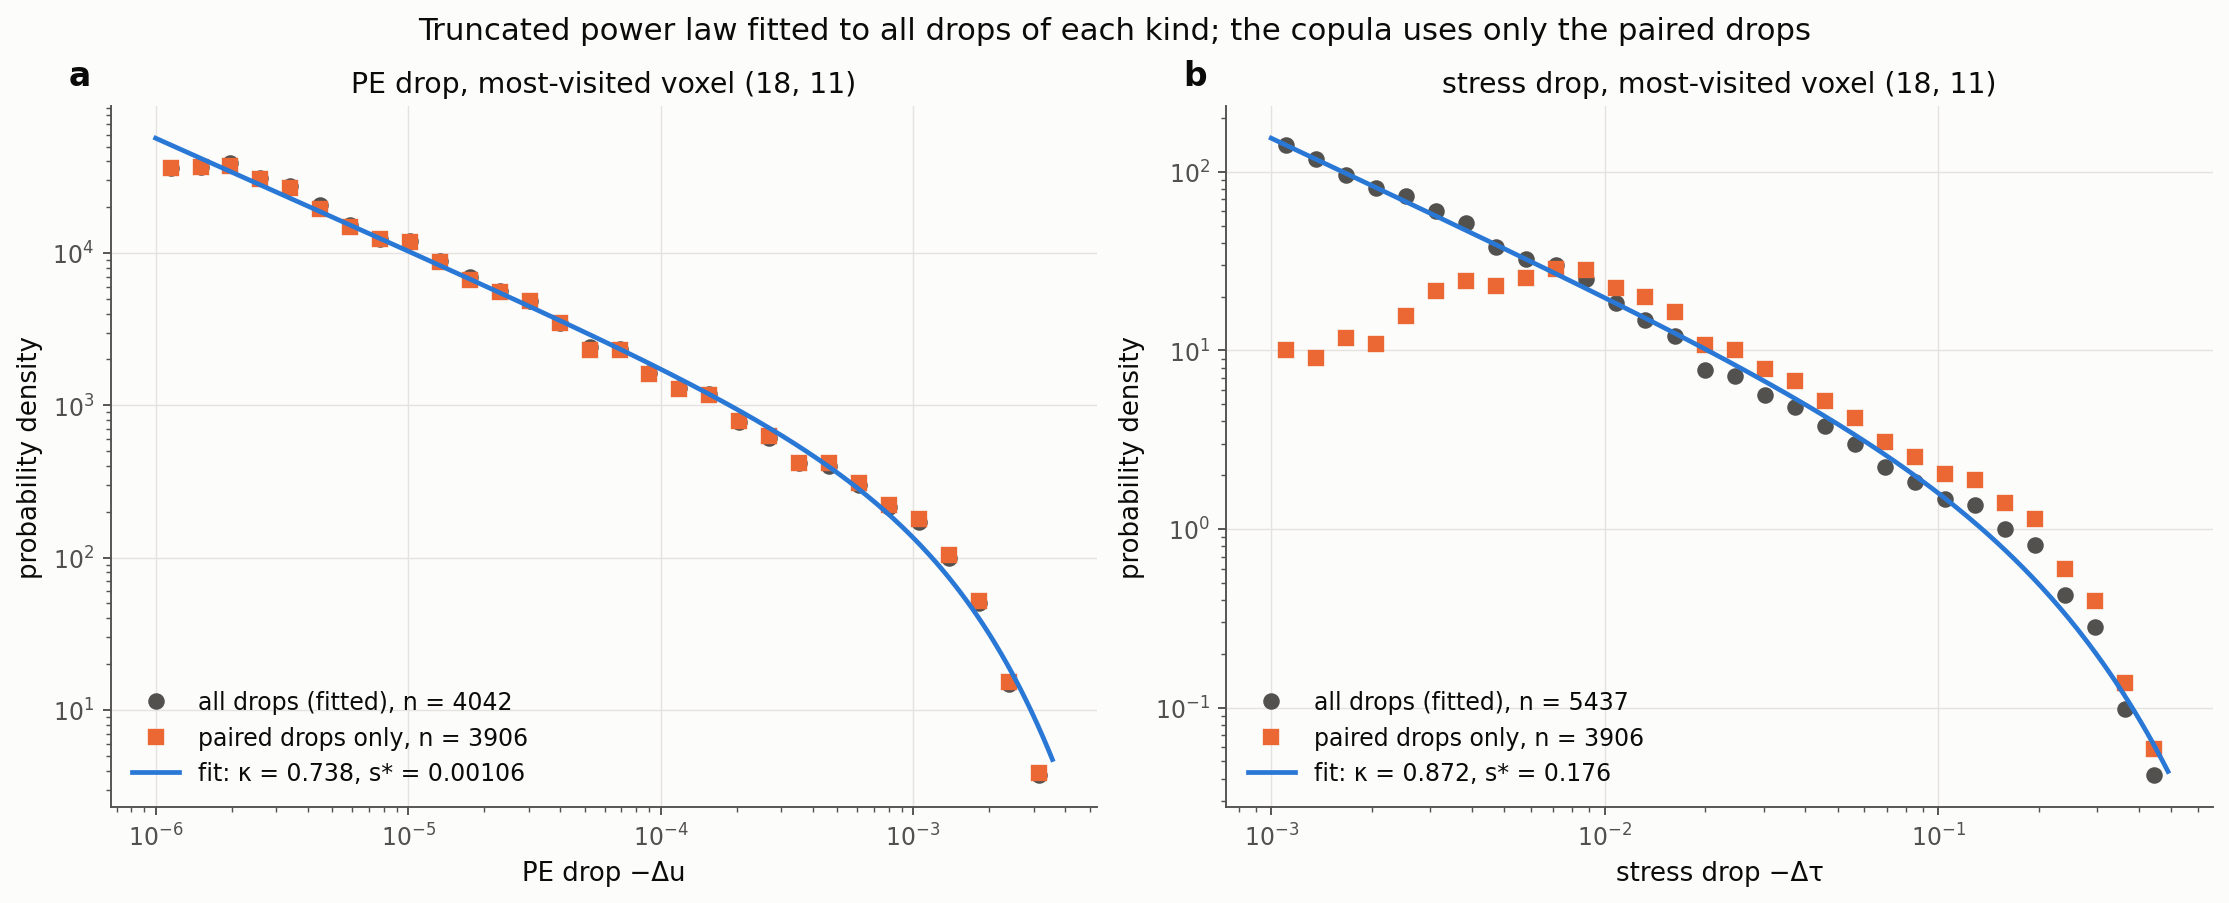 Truncated power law fitted to all drops of each kind; the copula uses only the paired drops
a
PE drop, most-visited voxel (18, 11)
probability density
10⁴
10³
10²
10¹
all drops (fitted), n = 4042
paired drops only, n = 3906
fit: κ = 0.738, s* = 0.00106
10⁻⁶
10⁻⁵
10⁻⁴
10⁻³
PE drop −Δu
b
stress drop, most-visited voxel (18, 11)
probability density
10²
10¹
10⁰
10⁻¹
all drops (fitted), n = 5437
paired drops only, n = 3906
fit: κ = 0.872, s* = 0.176
10⁻³
10⁻²
10⁻¹
stress drop −Δτ